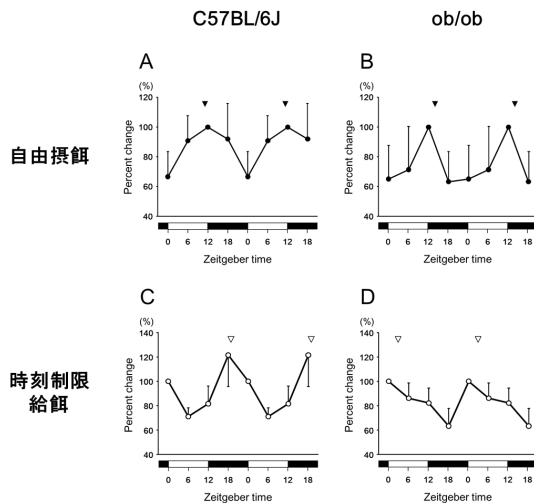 C57BL/6J
ob/ob
自由摂餌
A
(%)
120
100
80
60
40
Percent change
0 6 12 18 0 12 18
Zeitgeber time
B
(%)
120
100
80
60
40
Percent change
0 6 12 18 0 6 12 18
Zeitgeber time
時刻制限
給餌
C
(%)
140
120
100
80
60
40
Percent change
0 6 12 18 0 6 12 18
Zeitgeber time
D
(%)
140
120
100
80
60
40
Percent change
0 6 12 18 0 6 12 18
Zeitgeber time